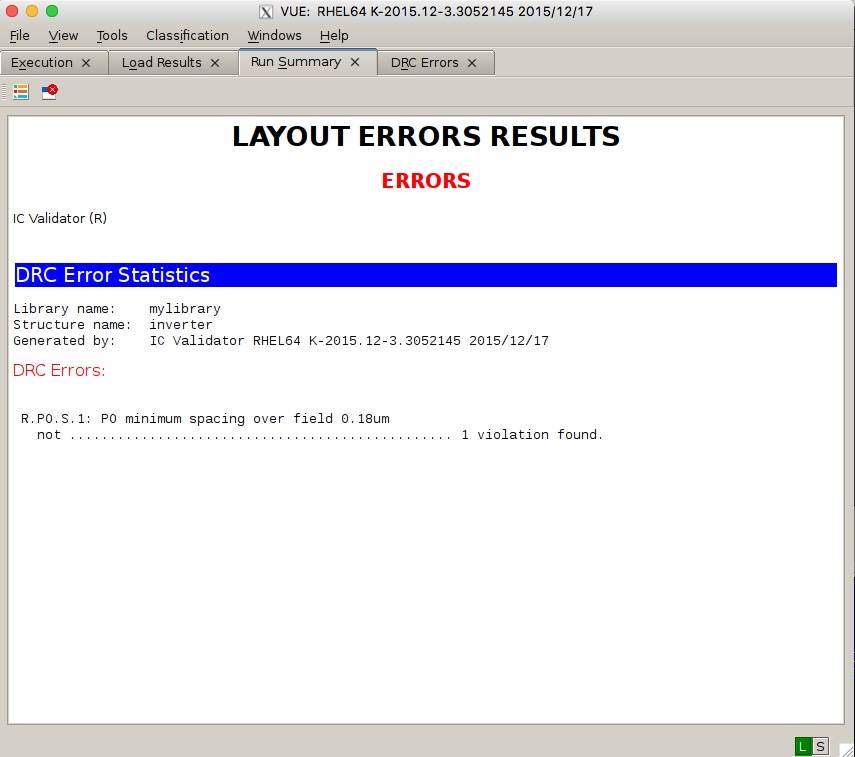 VUE: RHEL64 K-2015.12-3.3052145 2015/12/17
File View Tools Classification Windows Help
Execution Load Results Run Summary DRC Errors
LAYOUT ERRORS RESULTS
ERRORS
IC Validator (R)
DRC Error Statistics
Library name: mylibrary
Structure name: inverter
Generated by: IC Validator RHEL64 K-2015.12-3.3052145 2015/12/17
DRC Errors:
R.PO.S.1: PO minimum spacing over field 0.18um
not ................................................ 1 violation found.
L S